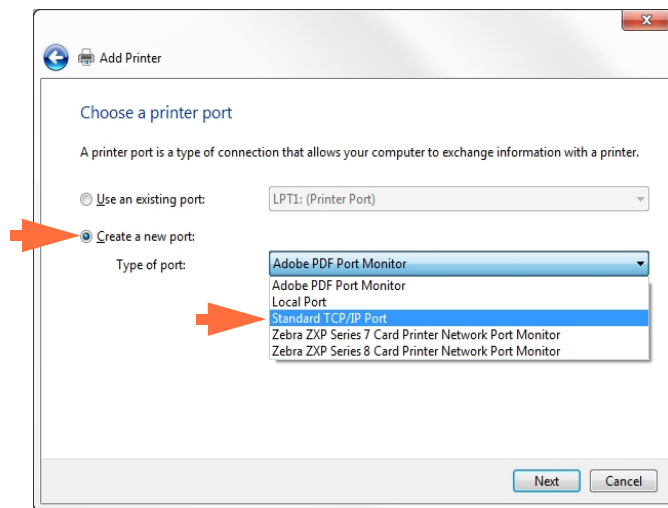 Add Printer
Choose a printer port
A printer port is a type of connection that allows your computer to exchange information with a printer.
Use an existing port: LPT1: (Printer Port)
Create a new port:
Type of port: Adobe PDF Port Monitor
Adobe PDF Port Monitor
Local Port
Standard TCP/IP Port
Zebra ZXP Series 7 Card Printer Network Port Monitor
Zebra ZXP Series 8 Card Printer Network Port Monitor
Next Cancel